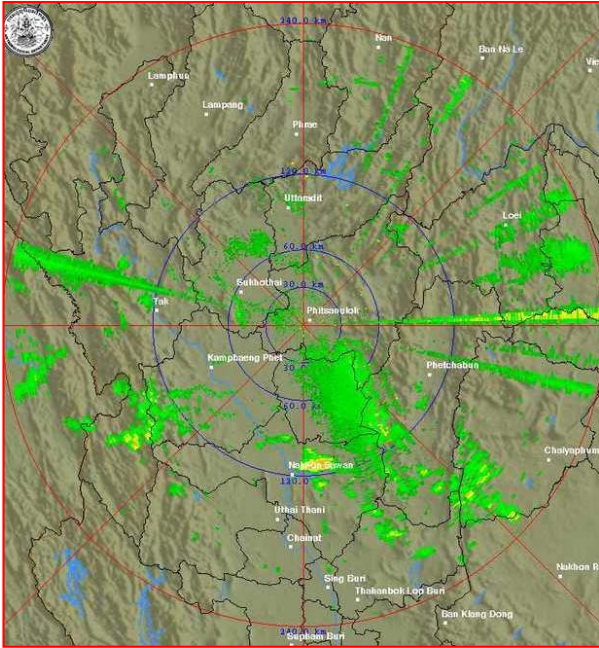 240.0 km
Nan
Ban Na Le
Vie
Lamphun
Lampang
Phrae
120.0 km
Uttaradit
Loei
60.0 km
30.0 km
Sukhothai
Tak
Phitsanulok
Kamphaeng Phet
30.0
Phetchabun
60.0
Chaiyaphum
Nakhon Sawan
120.0
Uthai Thani
Chainat
Sing Buri
Thahanbok Lop Buri
Nakhon R
Ban Klang Dong
240.0 km
Suphan Buri